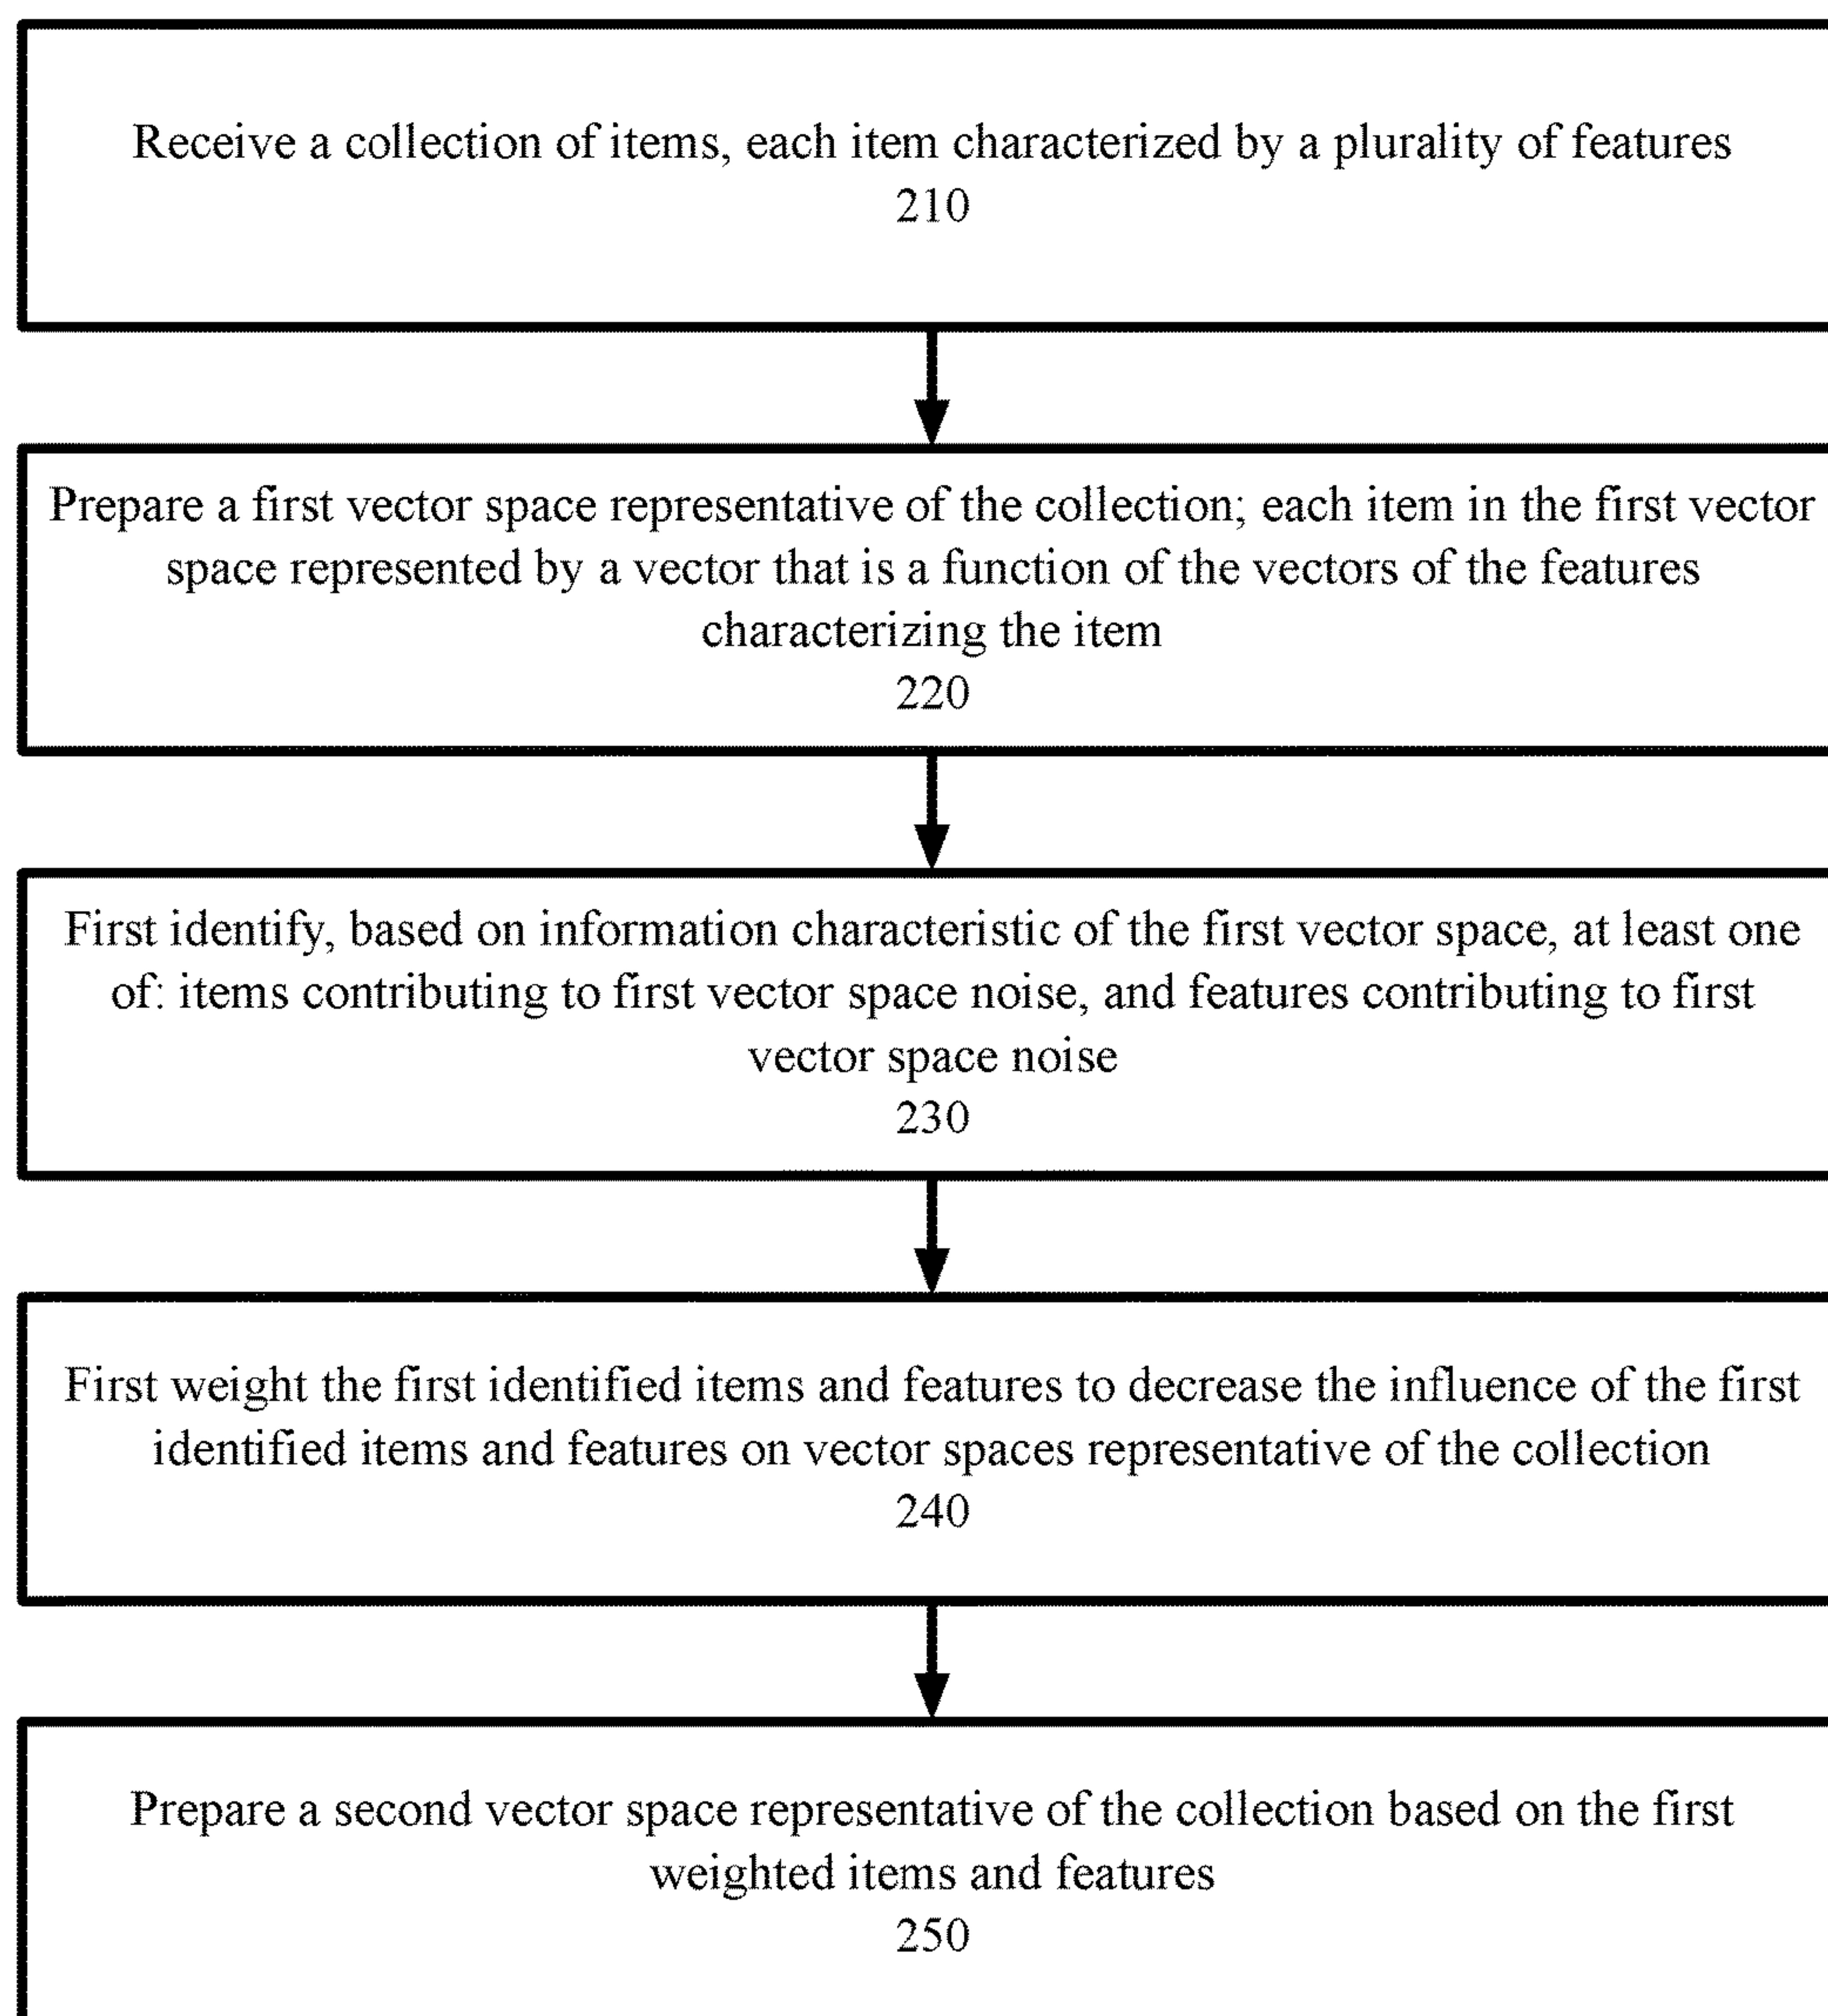 Receive a collection of items, each item characterized by a plurality of features
210
Prepare a first vector space representative of the collection; each item in the first vector
space represented by a vector that is a function of the vectors of the features
characterizing the item
220
First identify, based on information characteristic of the first vector space, at least one
of: items contributing to first vector space noise, and features contributing to first
vector space noise
230
First weight the first identified items and features to decrease the influence of the first
identified items and features on vector spaces representative of the collection
240
Prepare a second vector space representative of the collection based on the first
weighted items and features
250